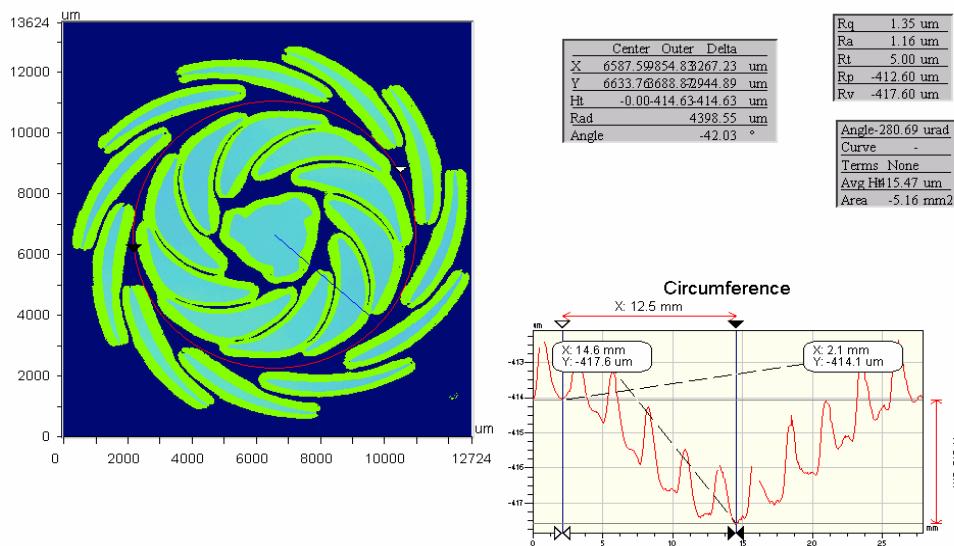 um
13624
12000
10000
8000
6000
4000
2000
0
um
0 2000 4000 6000 8000 10000 12724
Center Outer Delta
X 6587.59 9854.83 3267.23 um
Y 6633.76 3688.87 -2944.89 um
Ht -0.00 -414.63 -414.63 um
Rad 4398.55 um
Angle -42.03 °
Rq 1.35 um
Ra 1.16 um
Rt 5.00 um
Rp -412.60 um
Rv -417.60 um
Angle -280.69 urad
Curve -
Terms None
Avg Ht 415.47 um
Area -5.16 mm2
Circumference
X: 12.5 mm
um
X: 14.6 mm
Y: -417.6 um
X: 2.1 mm
Y: -414.1 um
-413
-414
-415
-416
-417
mm
0 5 10 15 20 25